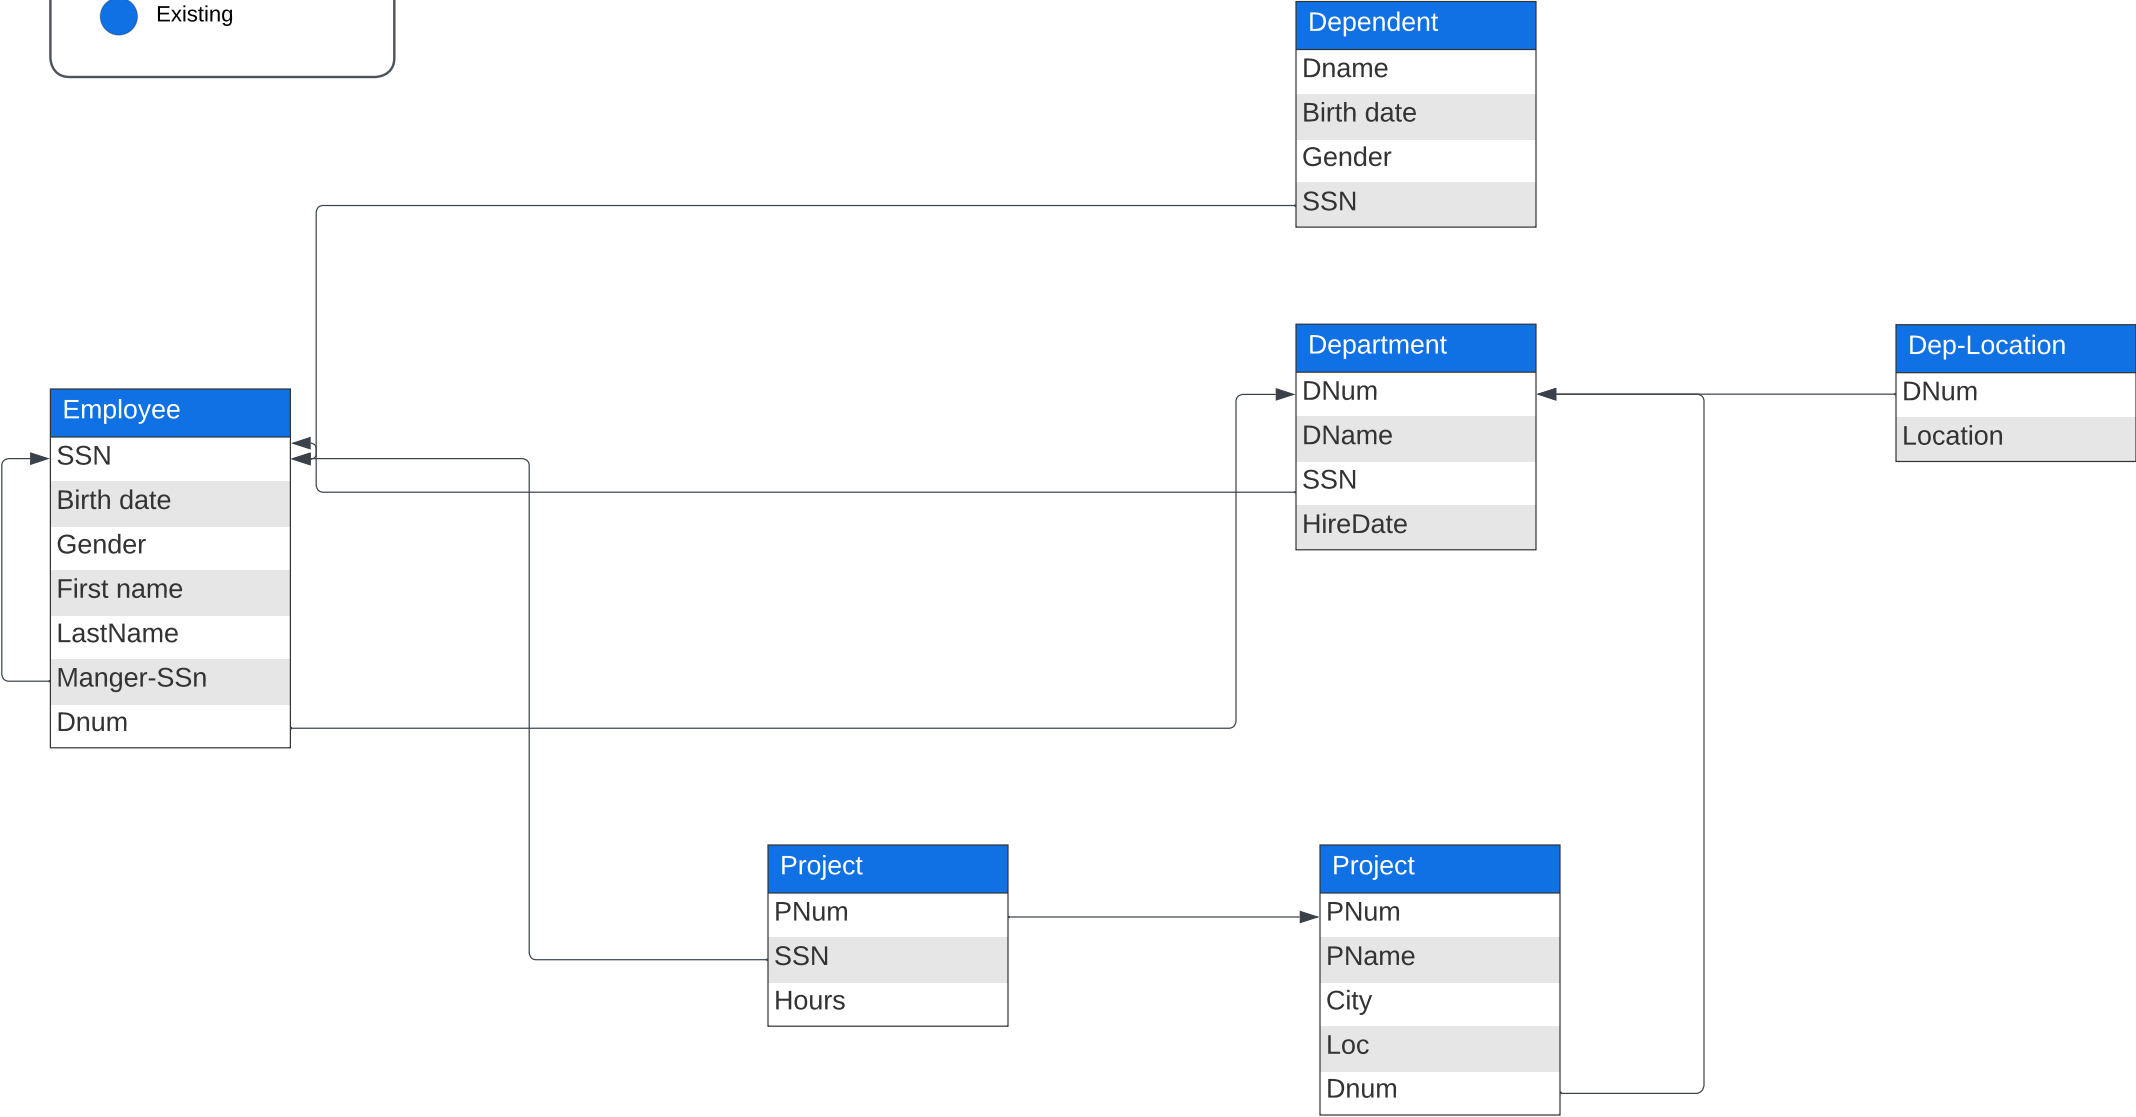 Existing
Dependent
Dname
Birth date
Gender
SSN
Department
DNum
DName
SSN
HireDate
Dep-Location
DNum
Location
Employee
SSN
Birth date
Gender
First name
LastName
Manger-SSn
Dnum
Project
PNum
SSN
Hours
Project
PNum
PName
City
Loc
Dnum